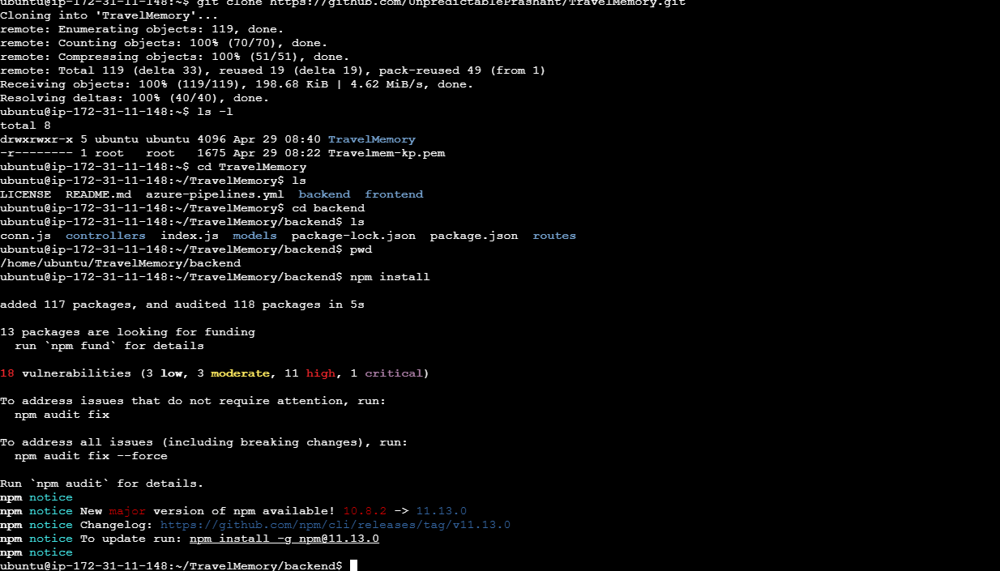 ubuntu@ip-172-31-11-148:~$ git clone https://github.com/UnpredictablePrashant/TravelMemory.git
Cloning into 'TravelMemory'...
remote: Enumerating objects: 119, done.
remote: Counting objects: 100% (70/70), done.
remote: Compressing objects: 100% (51/51), done.
remote: Total 119 (delta 33), reused 19 (delta 19), pack-reused 49 (from 1)
Receiving objects: 100% (119/119), 198.68 KiB | 4.62 MiB/s, done.
Resolving deltas: 100% (40/40), done.
ubuntu@ip-172-31-11-148:~$ ls -l
total 8
drwxrwxr-x 5 ubuntu ubuntu 4096 Apr 29 08:40 TravelMemory
-r-------- 1 root   root   1675 Apr 29 08:22 Travelmem-kp.pem
ubuntu@ip-172-31-11-148:~$ cd TravelMemory
ubuntu@ip-172-31-11-148:~/TravelMemory$ ls
LICENSE  README.md  azure-pipelines.yml  backend  frontend
ubuntu@ip-172-31-11-148:~/TravelMemory$ cd backend
ubuntu@ip-172-31-11-148:~/TravelMemory/backend$ ls
conn.js  controllers  index.js  models  package-lock.json  package.json  routes
ubuntu@ip-172-31-11-148:~/TravelMemory/backend$ pwd
/home/ubuntu/TravelMemory/backend
ubuntu@ip-172-31-11-148:~/TravelMemory/backend$ npm install
added 117 packages, and audited 118 packages in 5s
13 packages are looking for funding
  run `npm fund` for details
18 vulnerabilities (3 low, 3 moderate, 11 high, 1 critical)
To address issues that do not require attention, run:
  npm audit fix
To address all issues (including breaking changes), run:
  npm audit fix --force
Run `npm audit` for details.
npm notice
npm notice New major version of npm available! 10.8.2 -> 11.13.0
npm notice Changelog: https://github.com/npm/cli/releases/tag/v11.13.0
npm notice To update run: npm install -g npm@11.13.0
npm notice
ubuntu@ip-172-31-11-148:~/TravelMemory/backend$